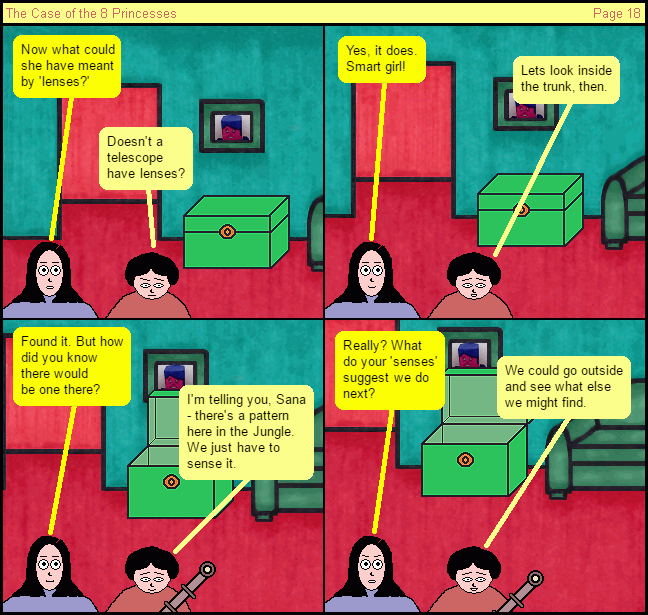 The Case of the 8 Princesses
Page 18
Now what could
she have meant
by 'lenses?'
Doesn't a
telescope
have lenses?
Yes, it does.
Smart girl!
Lets look inside
the trunk, then.
Found it. But how
did you know
there would
be one there?
I'm telling you, Sana
- there's a pattern
here in the Jungle.
We just have to
sense it.
Really? What
do your 'senses'
suggest we do
next?
We could go outside
and see what else
we might find.